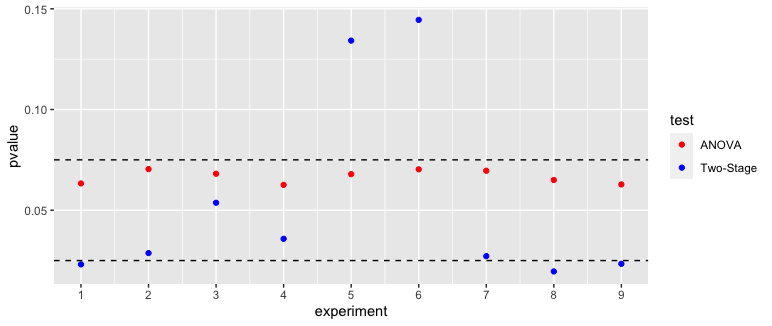 0.15
0.10
0.05
pvalue
1 2 3 4 5 6 7 8 9
experiment
test
ANOVA
Two-Stage